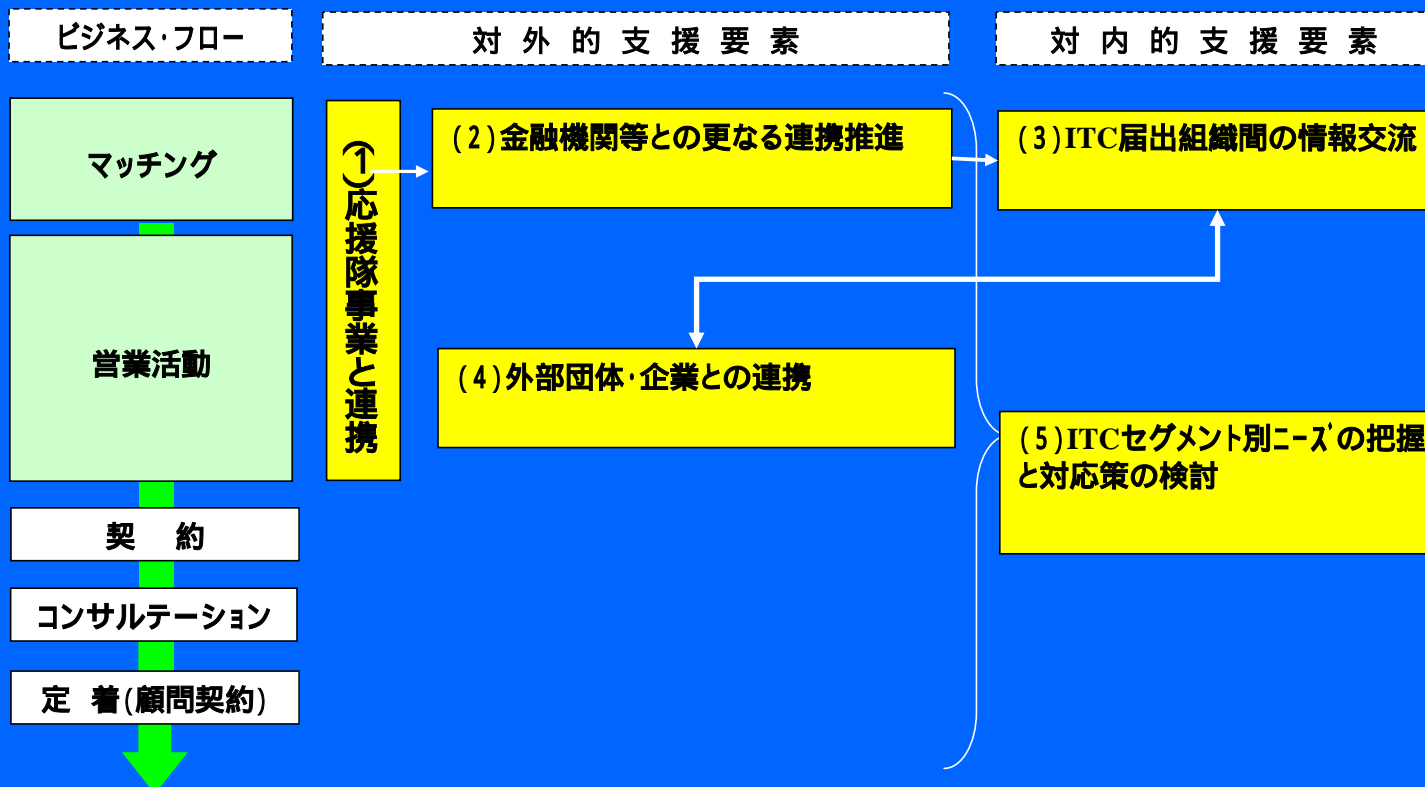 ビジネス・フロー
対 外 的 支 援 要 素
対 内 的 支 援 要 素
マッチング
営業活動
契 約
コンサルテーション
定 着(顧問契約)
(1)応援隊事業と連携
(2)金融機関等との更なる連携推進
(3)ITC届出組織間の情報交流
(4)外部団体・企業との連携
(5)ITCセグメント別ニーズの把握
と対応策の検討